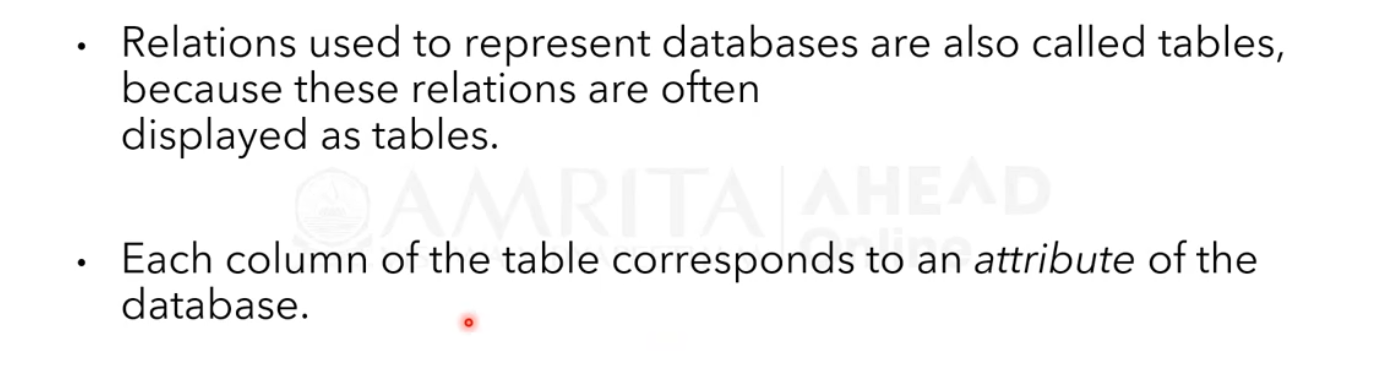 • Relations used to represent databases are also called tables,
because these relations are often
displayed as tables.
AMRITA AHEAD
Online
• Each column of the table corresponds to an attribute of the
database.